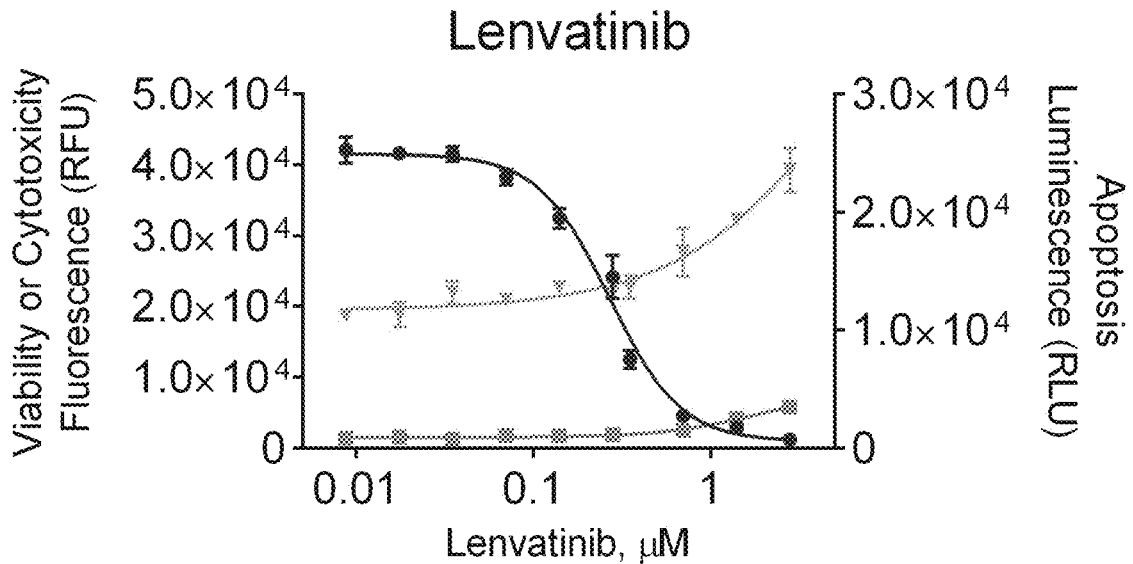 Lenvatinib
Viability or Cytotoxicity
Fluorescence (RFU)
5.0×10⁴
4.0×10⁴
3.0×10⁴
2.0×10⁴
1.0×10⁴
0
3.0×10⁴
2.0×10⁴
1.0×10⁴
0
Apoptosis
Luminescence (RLU)
0.01 0.1 1
Lenvatinib, μM